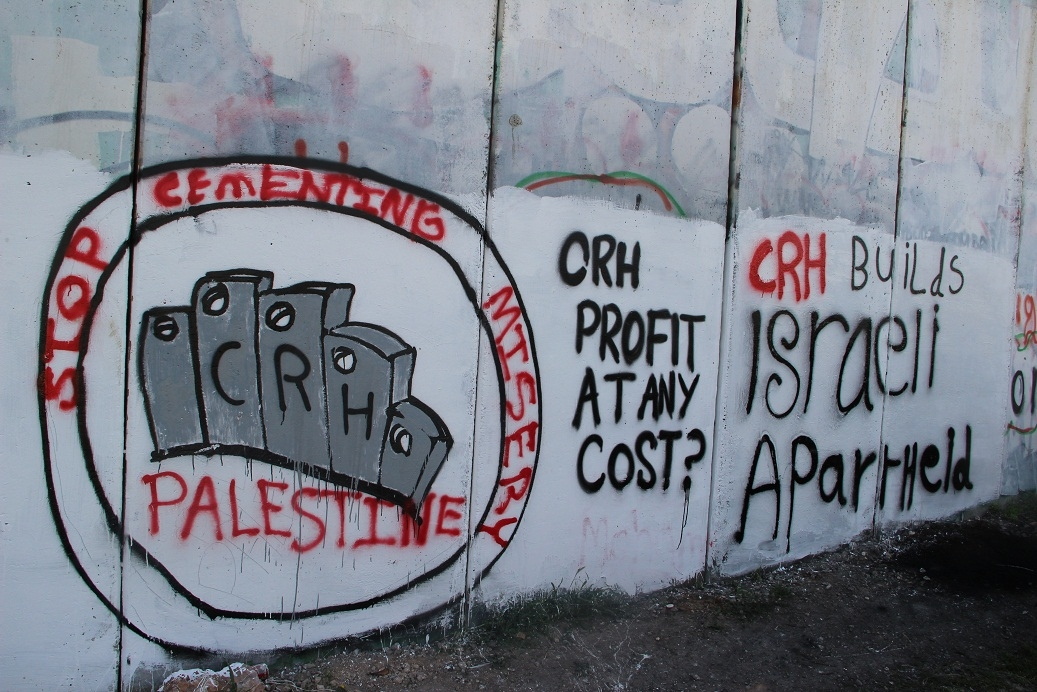 STOP CEMENTING MISERY
CRH
PALESTINE
CRH
PROFIT
AT ANY
COST?
CRH BUiLds
israeli
APartHeid